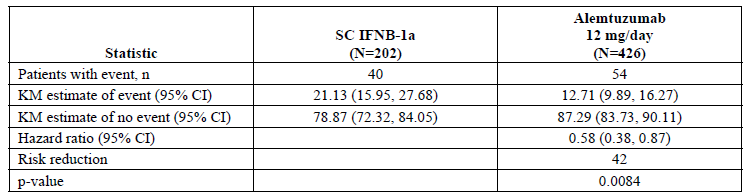 Statistic SC IFNB-1a (N=202) Alemtuzumab 12 mg/day (N=426)
Patients with event, n 40 54
KM estimate of event (95% CI) 21.13 (15.95, 27.68) 12.71 (9.89, 16.27)
KM estimate of no event (95% CI) 78.87 (72.32, 84.05) 87.29 (83.73, 90.11)
Hazard ratio (95% CI) 0.58 (0.38, 0.87)
Risk reduction 42
p-value 0.0084